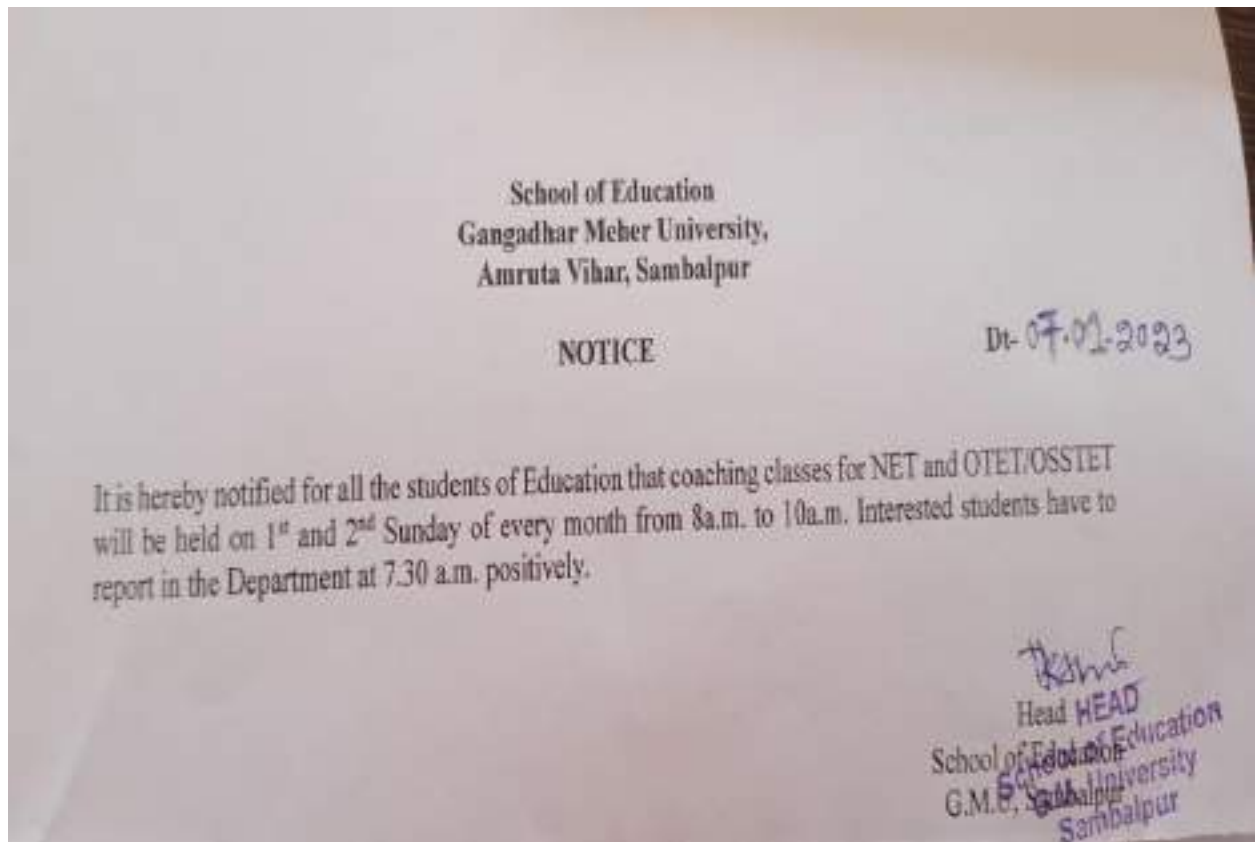 School of Education
Gangadhar Meher University,
Amruta Vihar, Sambalpur
NOTICE
Dt- 07.01.2023
It is hereby notified for all the students of Education that coaching classes for NET and OTET/OSSTET
will be held on 1st and 2nd Sunday of every month from 8a.m. to 10a.m. Interested students have to
report in the Department at 7.30 a.m. positively.
Head HEAD
School of Education
School of Education
G.M.U, Sambalpur
G.M. University
Sambalpur